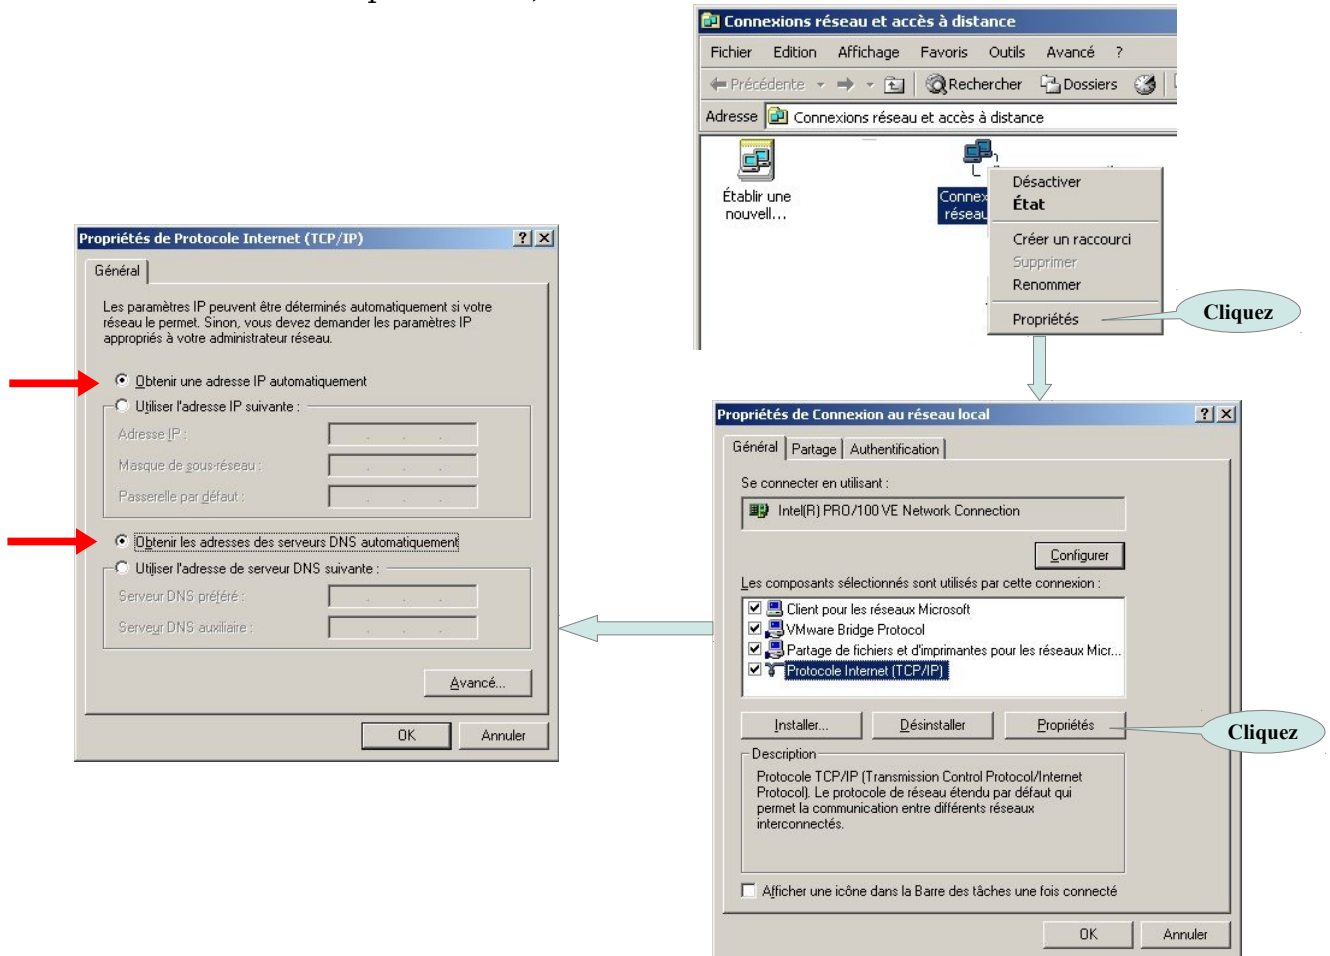 Connexions réseau et accès à distance
Fichier Edition Affichage Favoris Outils Avancé ?
Précédente Rechercher Dossiers
Adresse Connexions réseau et accès à distance
Établir une
nouvell...
Connex
réseau
Désactiver
État
Créer un raccourci
Supprimer
Renommer
Propriétés
Cliquez
Propriétés de Protocole Internet (TCP/IP)
Général
Les paramètres IP peuvent être déterminés automatiquement si votre
réseau le permet. Sinon, vous devez demander les paramètres IP
appropriés à votre administrateur réseau.
Obtenir une adresse IP automatiquement
Utiliser l'adresse IP suivante :
Adresse IP :
Masque de sous-réseau :
Passerelle par défaut :
Obtenir les adresses des serveurs DNS automatiquement
Utiliser l'adresse de serveur DNS suivante :
Serveur DNS préféré :
Serveur DNS auxiliaire :
Avancé...
OK Annuler
Propriétés de Connexion au réseau local
Général Partage Authentification
Se connecter en utilisant :
Intel(R) PRO/100 VE Network Connection
Configurer
Les composants sélectionnés sont utilisés par cette connexion :
Client pour les réseaux Microsoft
VMware Bridge Protocol
Partage de fichiers et d'imprimantes pour les réseaux Micr...
Protocole Internet (TCP/IP)
Installer... Désinstaller Propriétés
Cliquez
Description
Protocole TCP/IP (Transmission Control Protocol/Internet
Protocol). Le protocole de réseau étendu par défaut qui
permet la communication entre différents réseaux
interconnectés.
Afficher une icône dans la Barre des tâches une fois connecté
OK Annuler